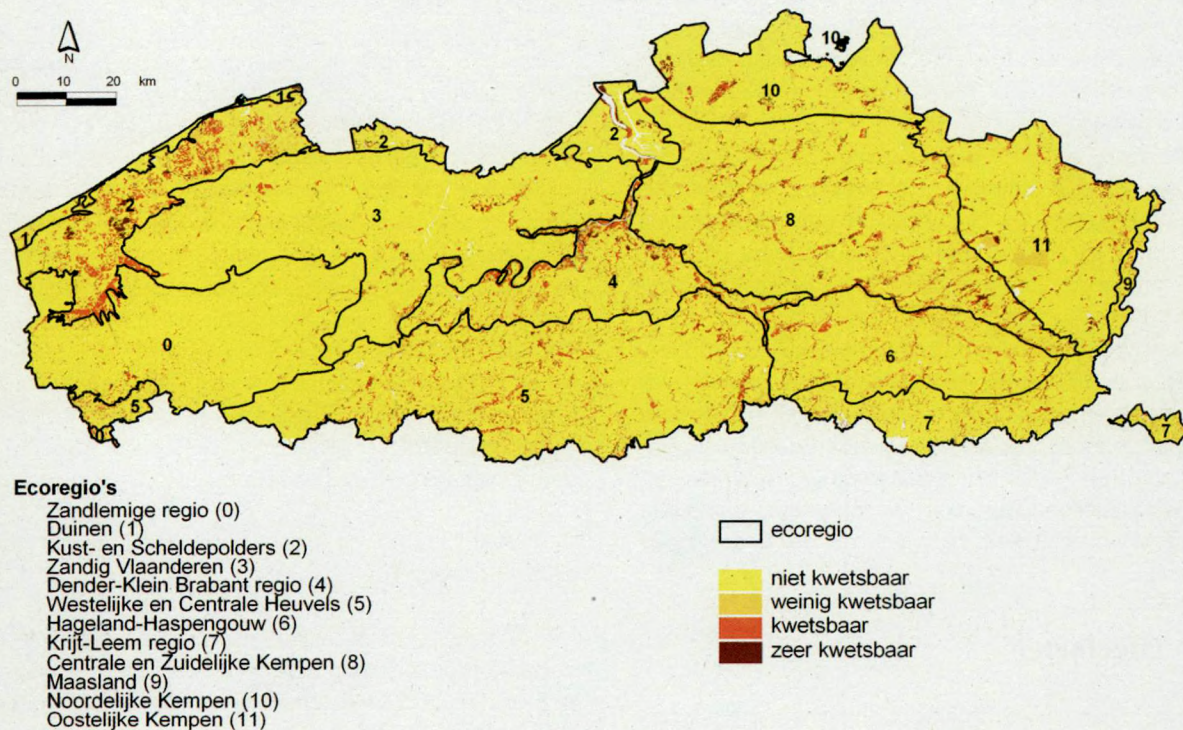 N
0 10 20 km
10
1
10
2
2
2
3
8
1
11
9
4
0
6
5
5
7
7
Ecoregio's
Zandlemige regio (0)
Duinen (1)
Kust- en Scheldepolders (2)
Zandig Vlaanderen (3)
Dender-Klein Brabant regio (4)
Westelijke en Centrale Heuvels (5)
Hageland-Haspengouw (6)
Krijt-Leem regio (7)
Centrale en Zuidelijke Kempen (8)
Maasland (9)
Noordelijke Kempen (10)
Oostelijke Kempen (11)
ecoregio
niet kwetsbaar
weinig kwetsbaar
kwetsbaar
zeer kwetsbaar